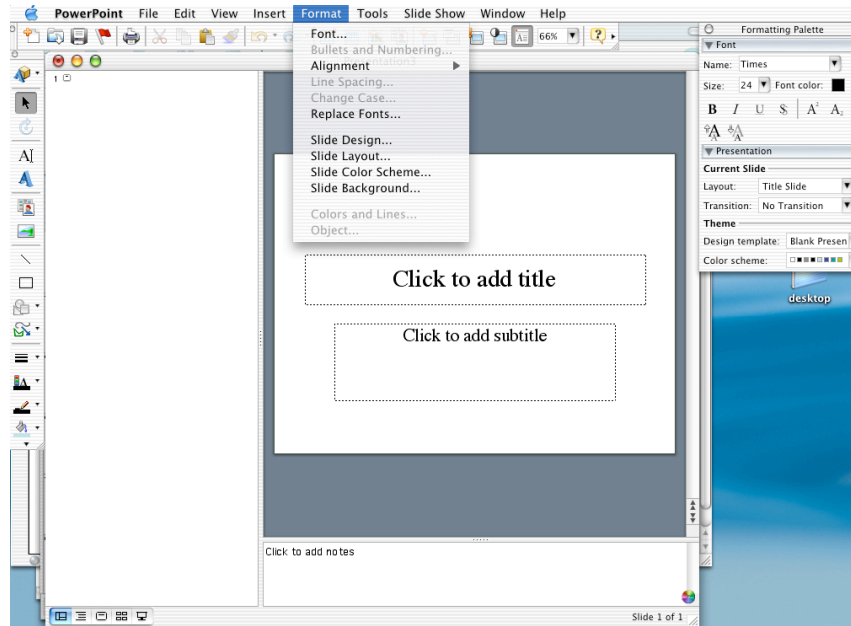 PowerPoint File Edit View Insert Format Tools Slide Show Window Help
66%
Font...
Bullets and Numbering...
Alignment
Line Spacing...
Change Case...
Replace Fonts...
Slide Design...
Slide Layout...
Slide Color Scheme...
Slide Background...
Colors and Lines...
Object...
1
Click to add title
Click to add subtitle
Click to add notes
Slide 1 of 1
Formatting Palette
Font
Name: Times
Size: 24 Font color:
B I U S A² A₂
Presentation
Current Slide
Layout: Title Slide
Transition: No Transition
Theme
Design template: Blank Presen
Color scheme:
desktop